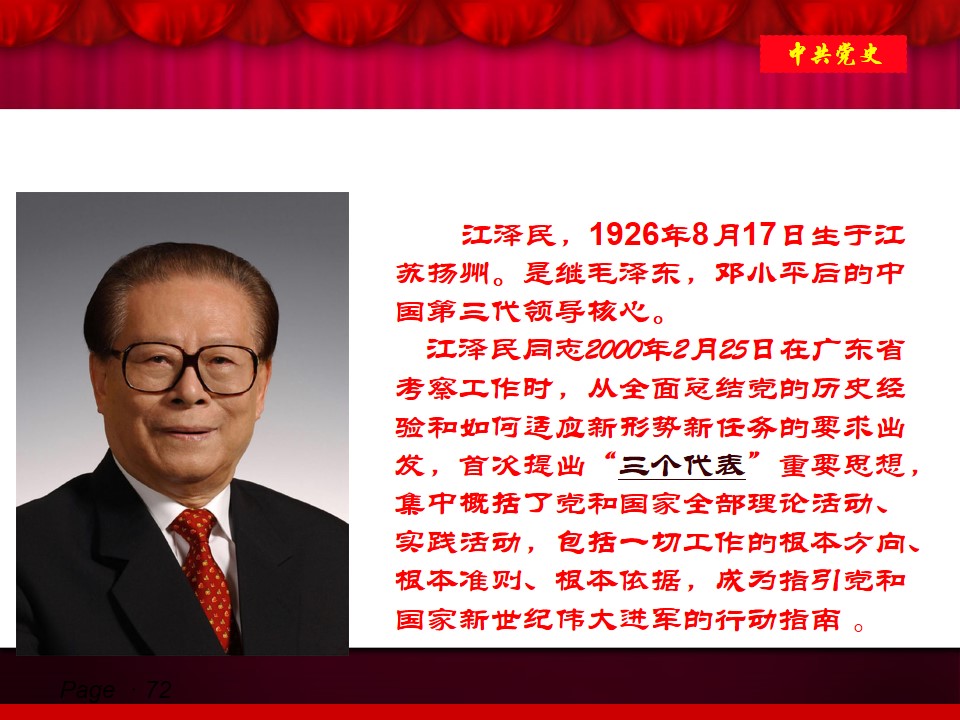 中共党史
江泽民，1926年8月17日生于江
苏扬州。是继毛泽东，邓小平后的中
国第三代领导核心。
江泽民同志2000年2月25日在广东省
考察工作时，从全面总结党的历史经
验和如何适应新形势新任务的要求出
发，首次提出“三个代表”重要思想，
集中概括了党和国家全部理论活动、
实践活动，包括一切工作的根本方向、
根本准则、根本依据，成为指引党和
国家新世纪伟大进军的行动指南 。
Page 72